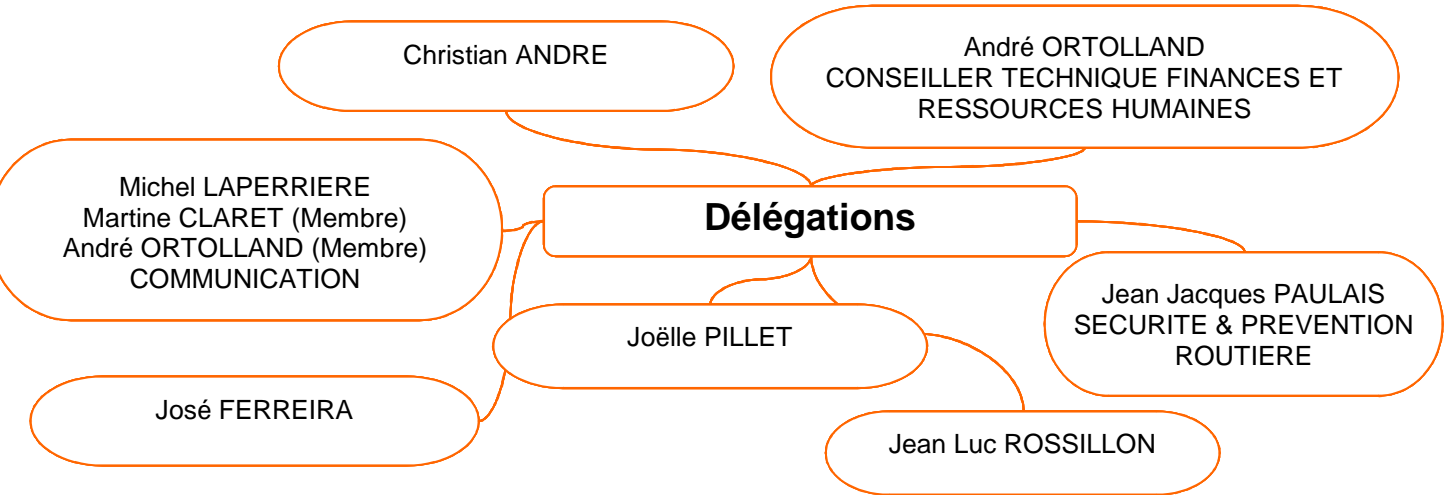 Christian ANDRE
André ORTOLLAND
CONSEILLER TECHNIQUE FINANCES ET
RESSOURCES HUMAINES
Michel LAPERRIERE
Martine CLARET (Membre)
André ORTOLLAND (Membre)
COMMUNICATION
Délégations
Jean Jacques PAULAIS
SECURITE & PREVENTION
ROUTIERE
Joëlle PILLET
José FERREIRA
Jean Luc ROSSILLON